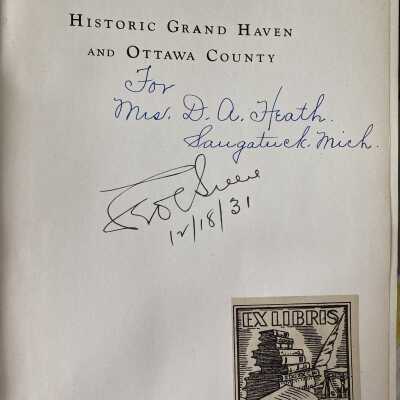 HISTORIC GRAND HAVEN
AND OTTAWA COUNTY
For
Mrs. D. A. Heath.
Saugatuck. Mich.
12/18/31
EX LIBRIS